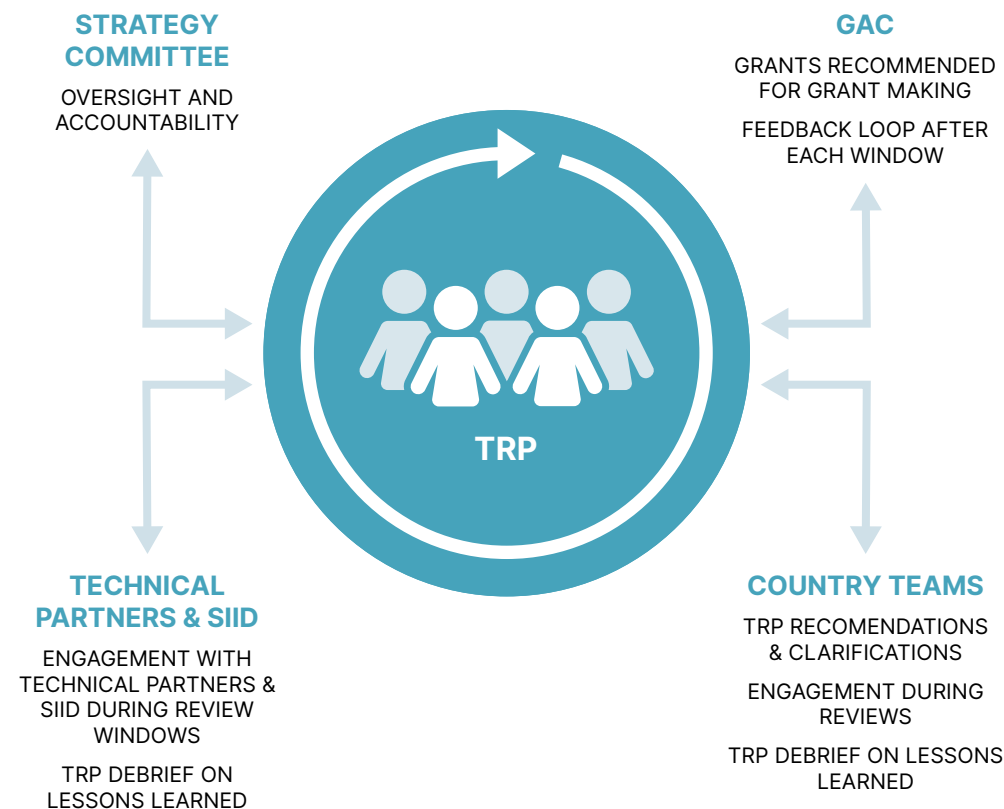 STRATEGY
COMMITTEE
OVERSIGHT AND
ACCOUNTABILITY
GAC
GRANTS RECOMMENDED
FOR GRANT MAKING
FEEDBACK LOOP AFTER
EACH WINDOW
TRP
TECHNICAL
PARTNERS & SIID
ENGAGEMENT WITH
TECHNICAL PARTNERS &
SIID DURING REVIEW
WINDOWS
TRP DEBRIEF ON
LESSONS LEARNED
COUNTRY TEAMS
TRP RECOMENDATIONS
& CLARIFICATIONS
ENGAGEMENT DURING
REVIEWS
TRP DEBRIEF ON LESSONS
LEARNED